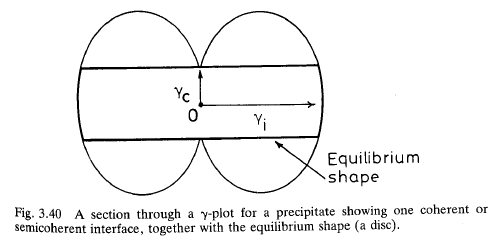 γc
O
γi
Equilibrium
shape
Fig. 3.40 A section through a γ-plot for a precipitate showing one coherent or
semicoherent interface, together with the equilibrium shape (a disc).